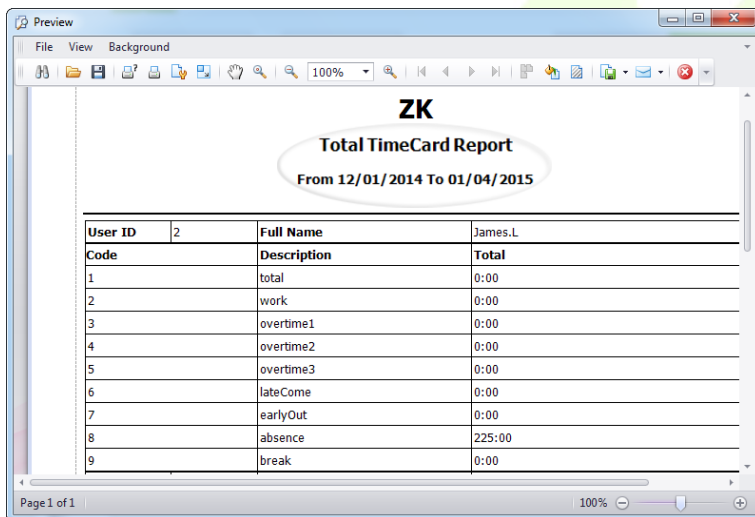 Preview
File View Background
100%
ZK
Total TimeCard Report
From 12/01/2014 To 01/04/2015
User ID 2 Full Name James.L
Code Description Total
1 total 0:00
2 work 0:00
3 overtime1 0:00
4 overtime2 0:00
5 overtime3 0:00
6 lateCome 0:00
7 earlyOut 0:00
8 absence 225:00
9 break 0:00
Page 1 of 1 100%